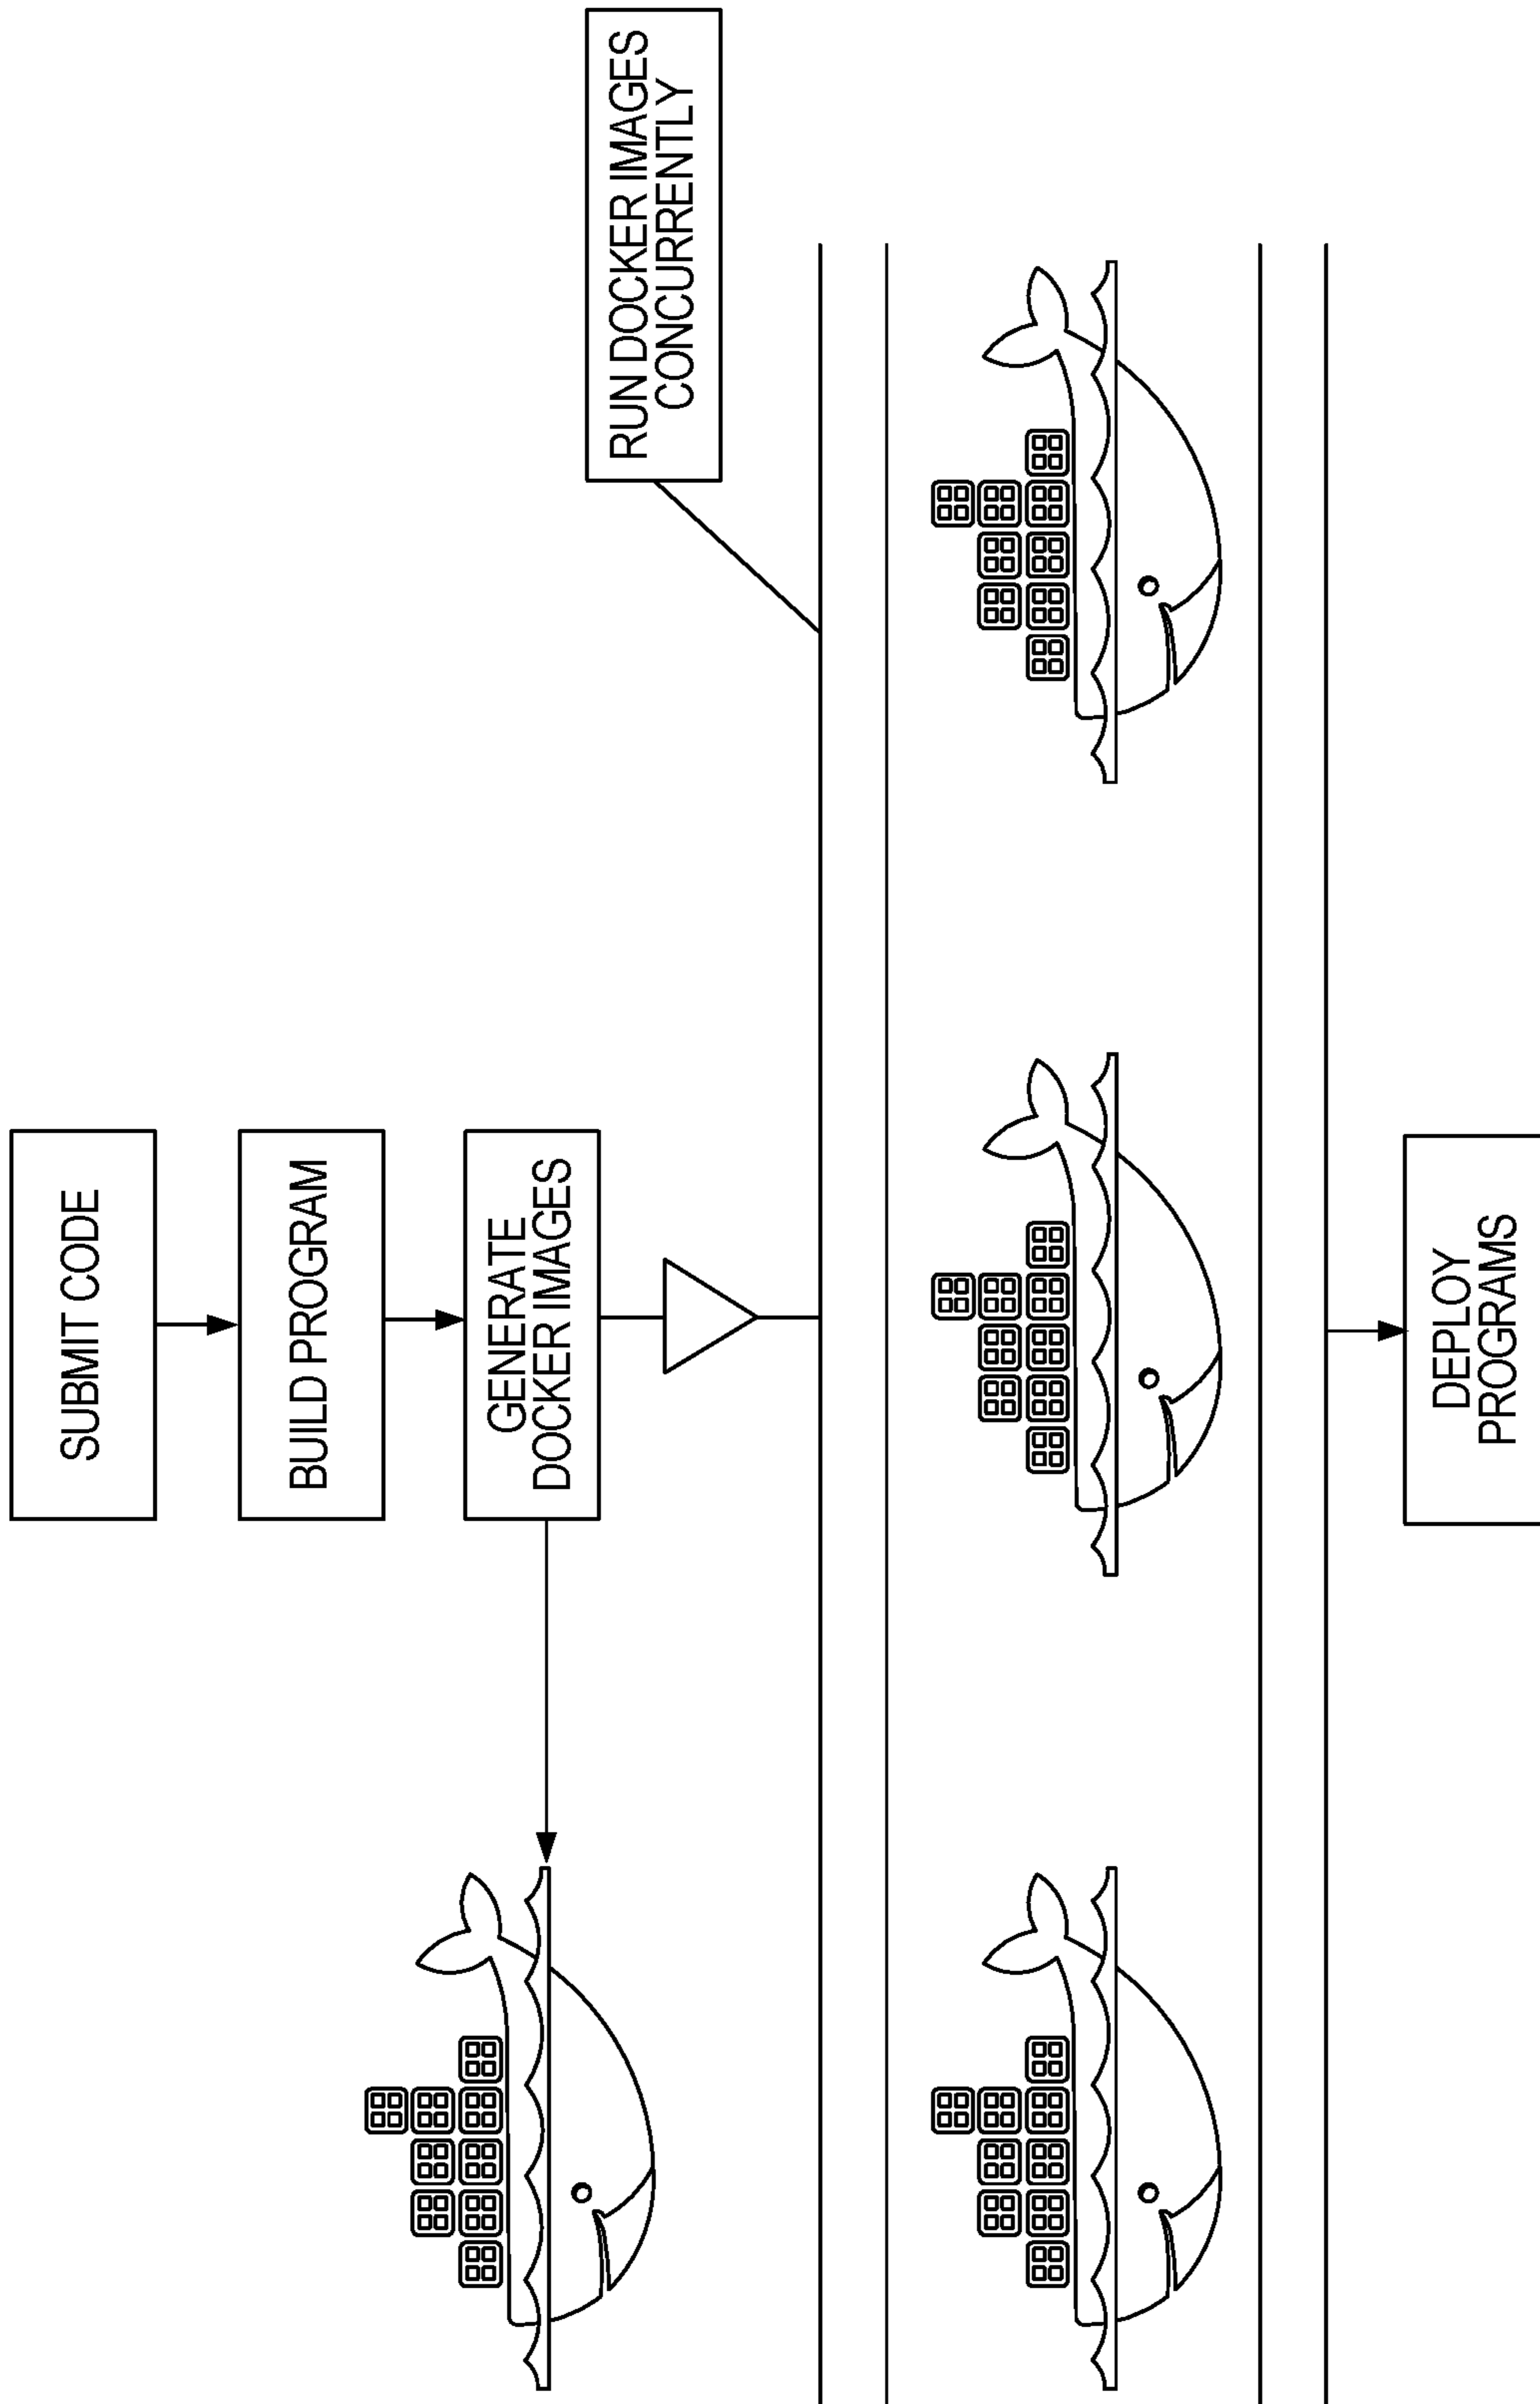 SUBMIT CODE
BUILD PROGRAM
GENERATE
DOCKER IMAGES
RUN DOCKER IMAGES
CONCURRENTLY
DEPLOY
PROGRAMS